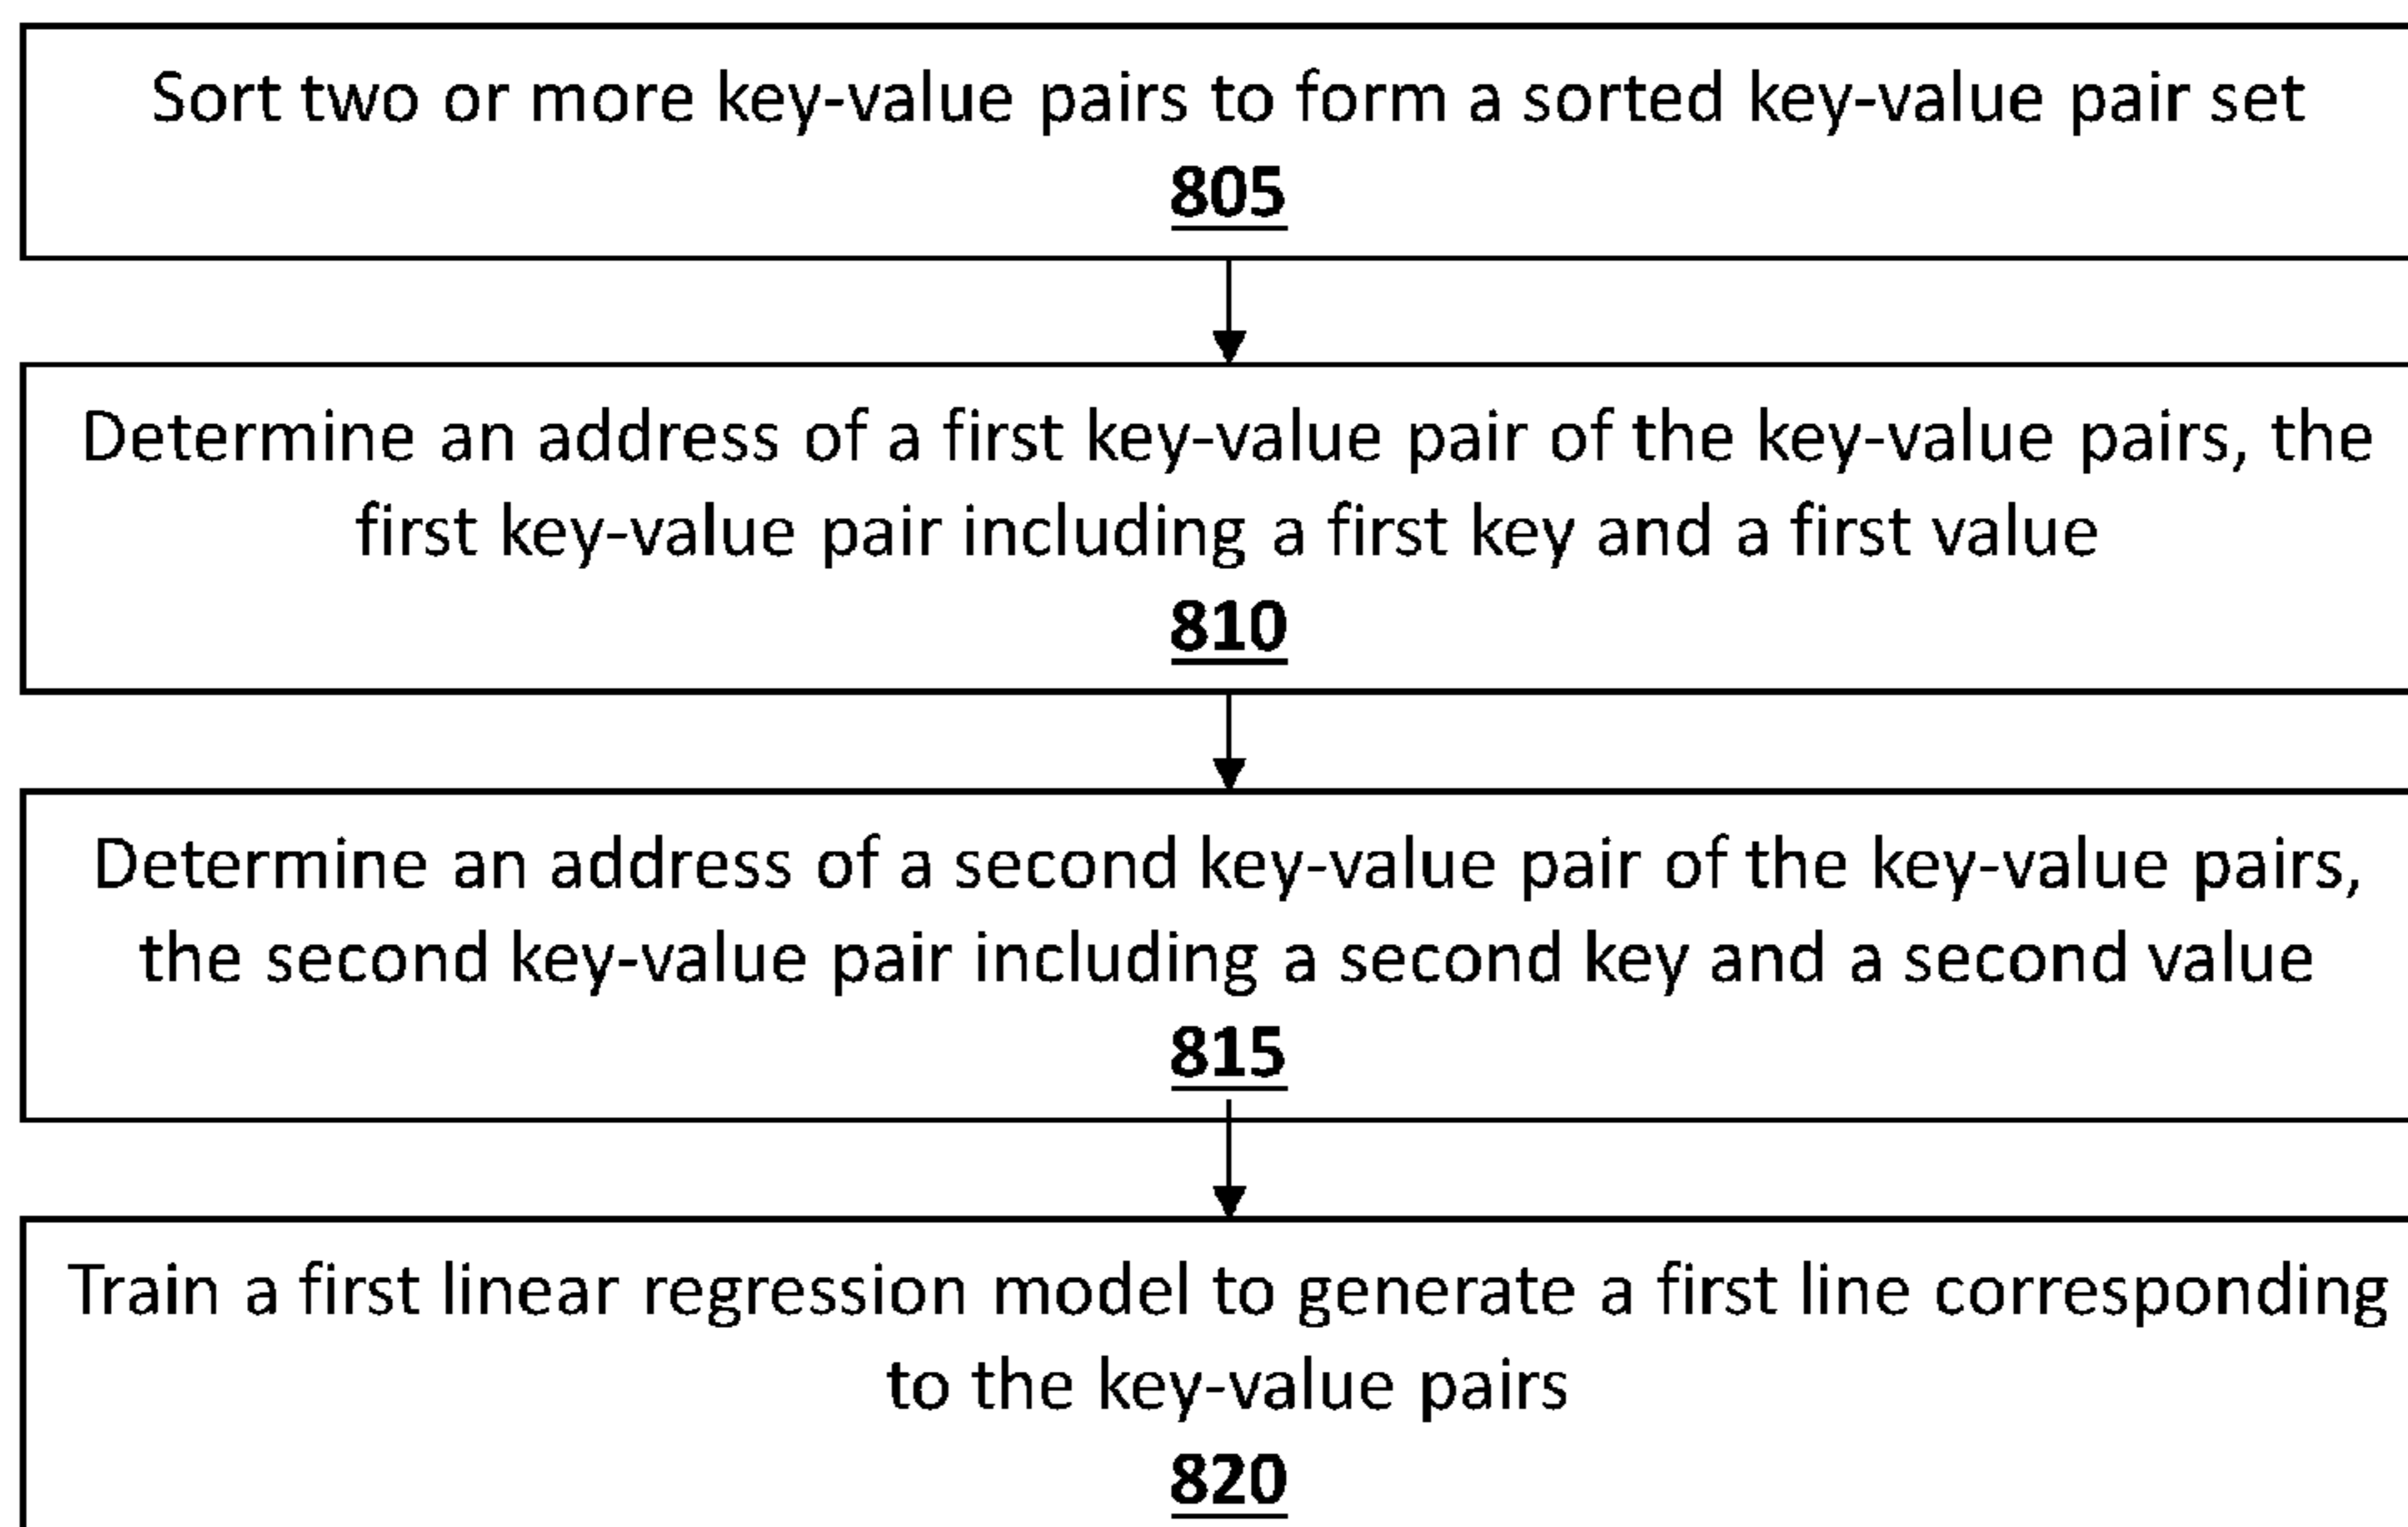 Sort two or more key-value pairs to form a sorted key-value pair set
805
Determine an address of a first key-value pair of the key-value pairs, the
first key-value pair including a first key and a first value
810
Determine an address of a second key-value pair of the key-value pairs,
the second key-value pair including a second key and a second value
815
Train a first linear regression model to generate a first line corresponding
to the key-value pairs
820